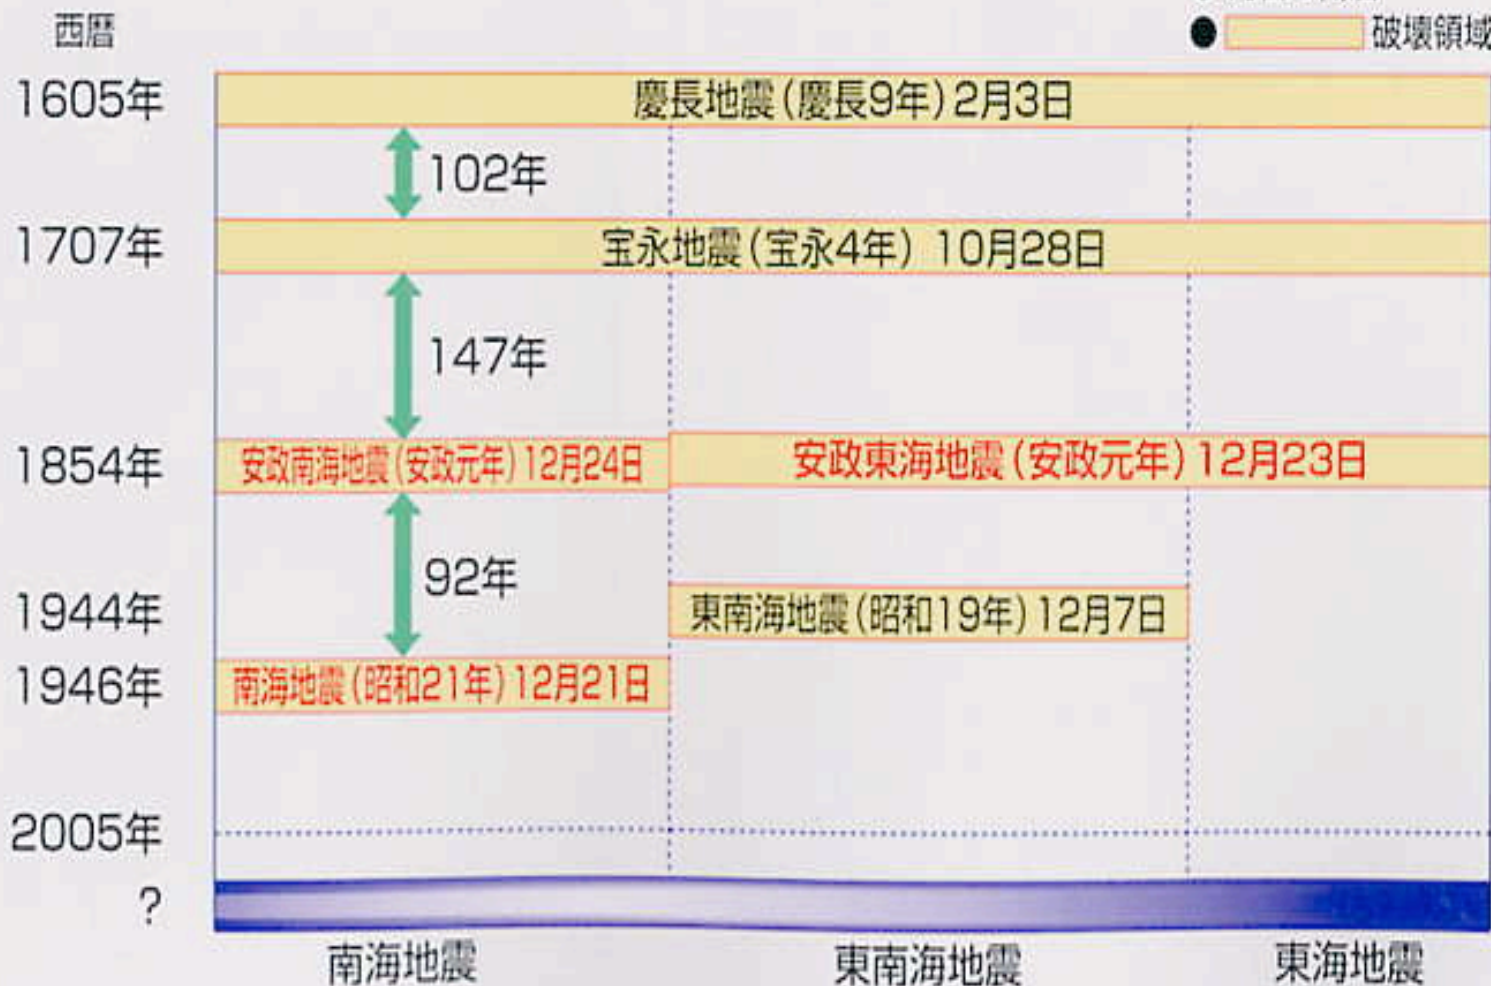 西暦
● 破壊領域
1605年 慶長地震(慶長9年)2月3日
102年
1707年 宝永地震(宝永4年) 10月28日
147年
1854年 安政南海地震(安政元年)12月24日 安政東海地震(安政元年)12月23日
92年
1944年 東南海地震(昭和19年)12月7日
1946年 南海地震(昭和21年)12月21日
2005年
?
南海地震 東南海地震 東海地震